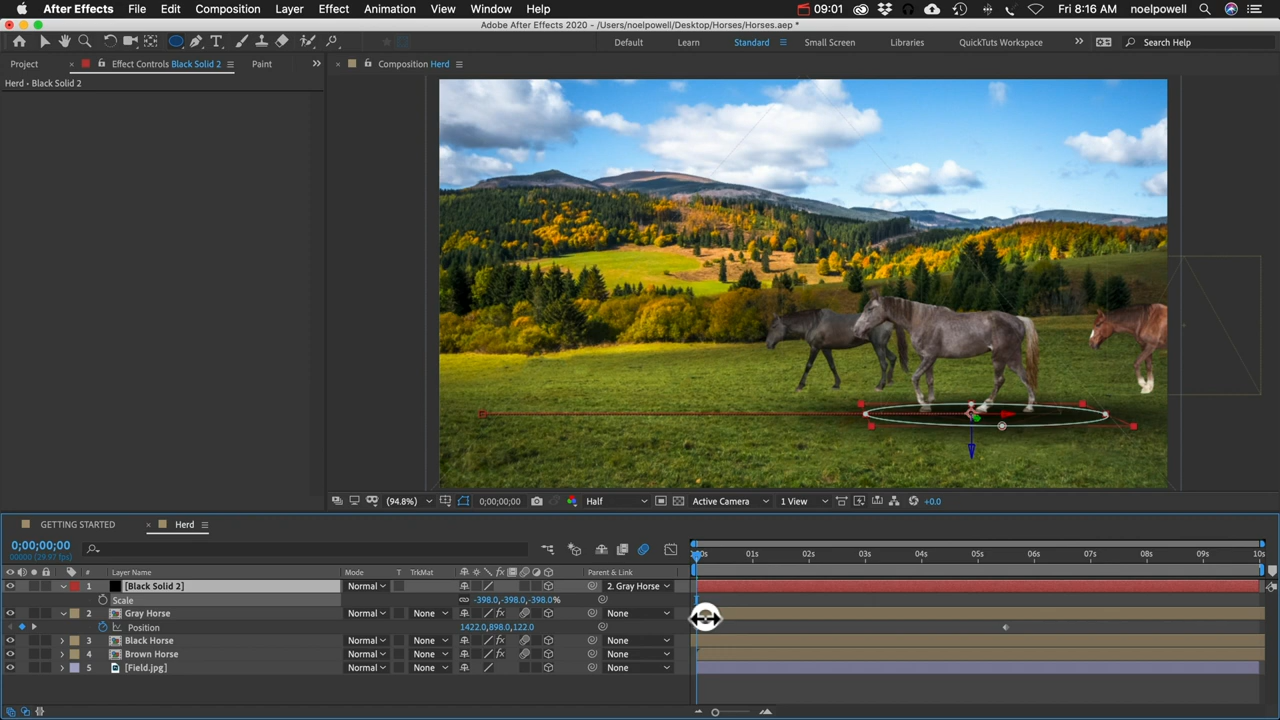 After Effects File Edit Composition Layer Effect Animation View Window Help 09:01 Fri 8:16 AM noelpowell
Adobe After Effects 2020 - /Users/noelpowell/Desktop/Horses/Horses.aep *
Default Learn Standard Small Screen Libraries QuickTuts Workspace Search Help
Project Effect Controls Black Solid 2 Paint Composition Herd
Herd • Black Solid 2
(94.8%) 0;00;00;00 Half Active Camera 1 View +0.0
GETTING STARTED Herd
0;00;00;00
00000 (29.97 fps)
:00s 01s 02s 03s 04s 05s 06s 07s 08s 09s 10s
# Layer Name Mode T TrkMat Parent & Link
1 [Black Solid 2] Normal 2. Gray Horse
Scale -398.0,-398.0,-398.0%
2 Gray Horse Normal None None
Position 1422.0,898.0,122.0
3 Black Horse Normal None None
4 Brown Horse Normal None None
5 [Field.jpg] Normal None None